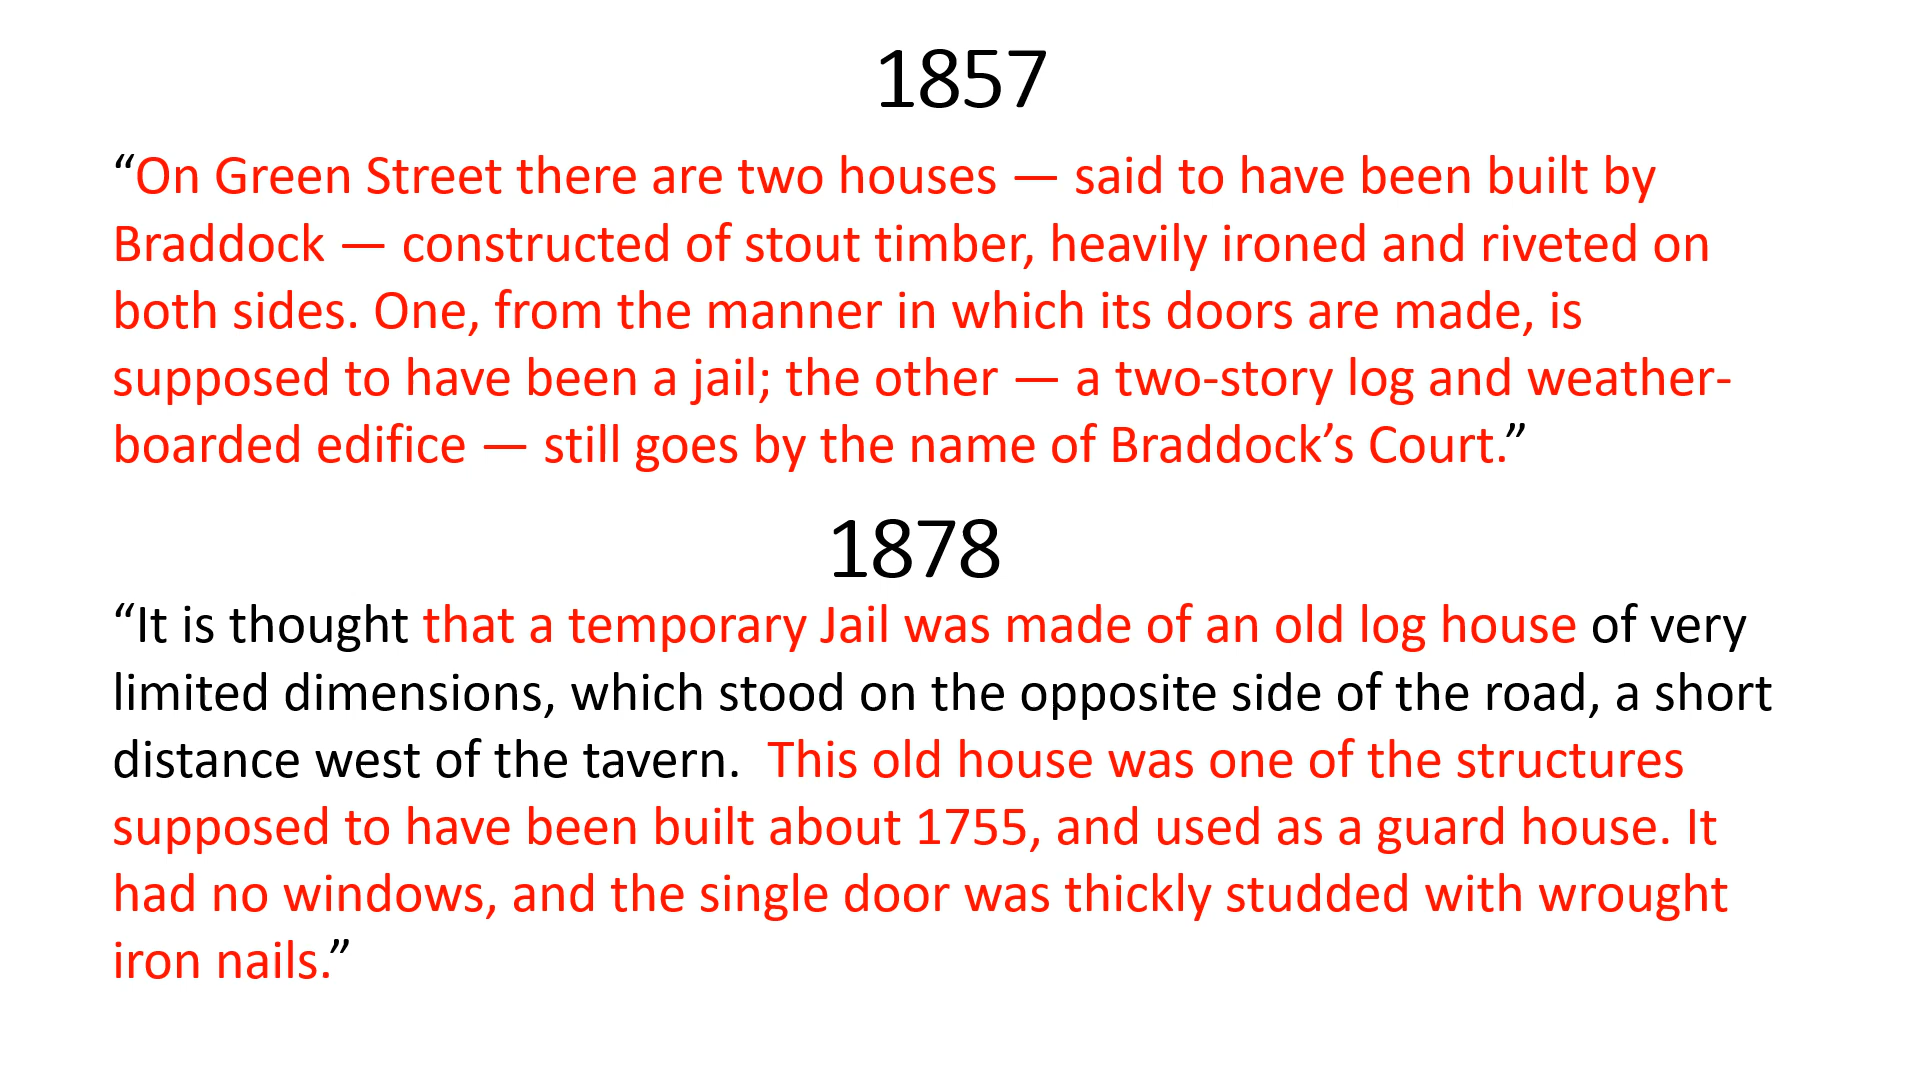 1857
“On Green Street there are two houses — said to have been built by
Braddock — constructed of stout timber, heavily ironed and riveted on
both sides. One, from the manner in which its doors are made, is
supposed to have been a jail; the other — a two-story log and weather-
boarded edifice — still goes by the name of Braddock’s Court.”
1878
“It is thought that a temporary Jail was made of an old log house of very
limited dimensions, which stood on the opposite side of the road, a short
distance west of the tavern.  This old house was one of the structures
supposed to have been built about 1755, and used as a guard house. It
had no windows, and the single door was thickly studded with wrought
iron nails.”